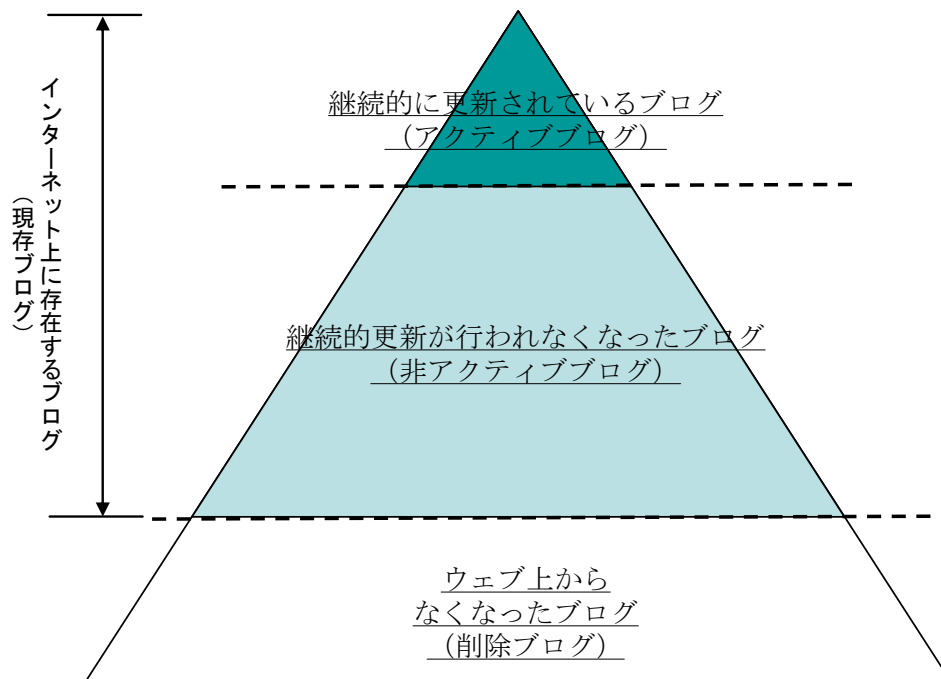 継続的に更新されているブログ
（アクティブブログ）
インターネット上に存在するブログ
（現存ブログ）
継続的更新が行われなくなったブログ
（非アクティブブログ）
ウェブ上から
なくなったブログ
（削除ブログ）